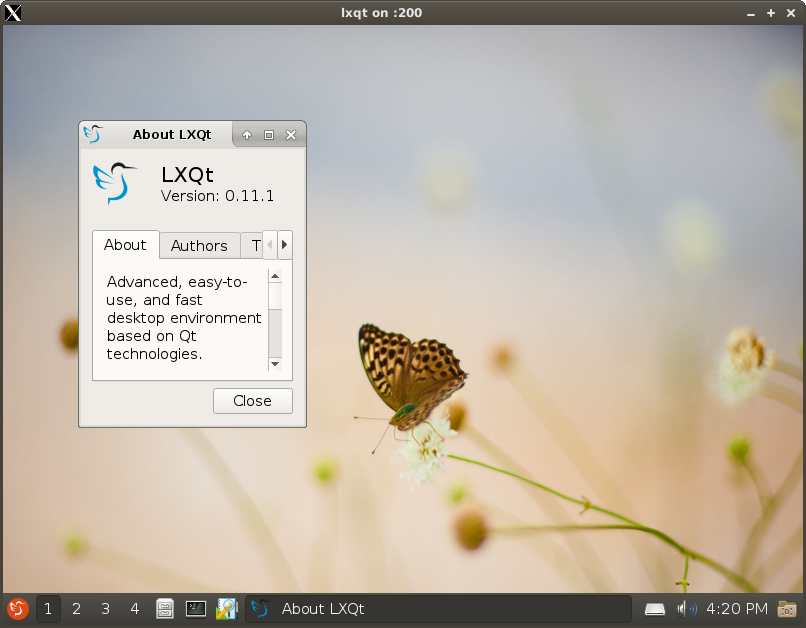 lxqt on :200
About LXQt
LXQt
Version: 0.11.1
About
Authors
T
Advanced, easy-to-
use, and fast
desktop environment
based on Qt
technologies.
Close
1 2 3 4
About LXQt
4:20 PM